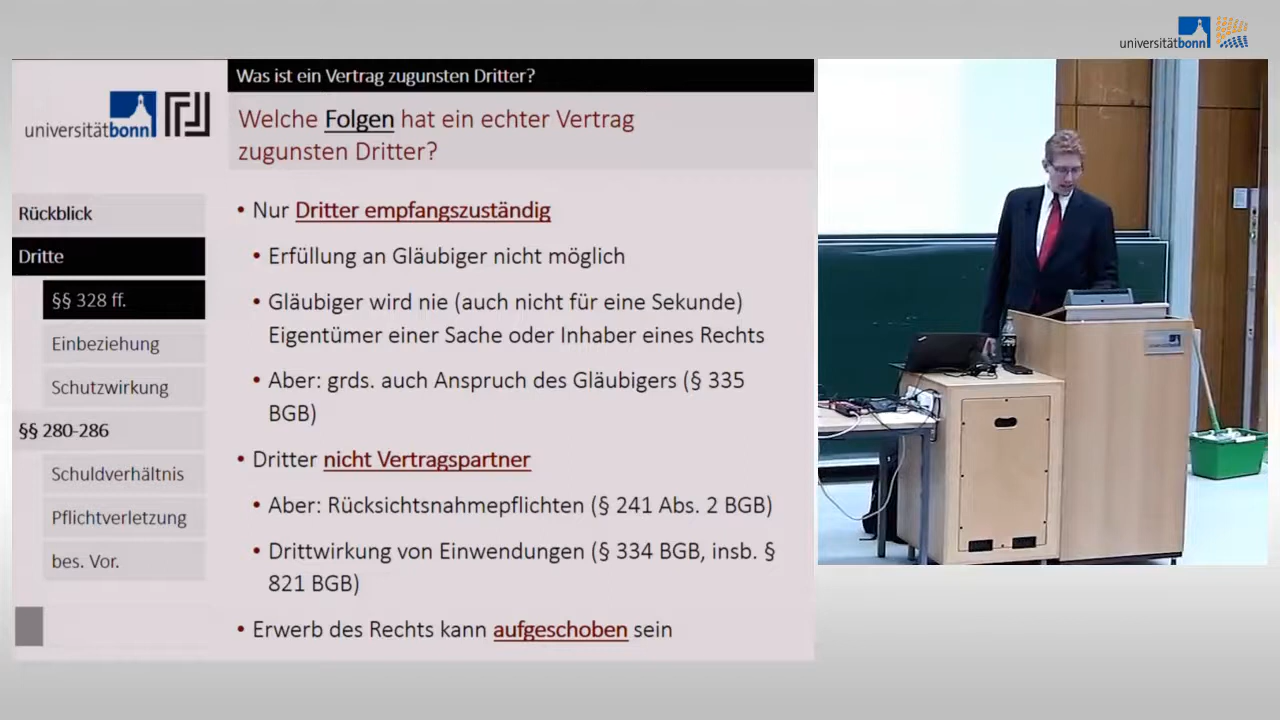 universitätbonn
Was ist ein Vertrag zugunsten Dritter?
universitätbonn
Welche Folgen hat ein echter Vertrag
zugunsten Dritter?
Rückblick
Dritte
§§ 328 ff.
Einbeziehung
Schutzwirkung
§§ 280-286
Schuldverhältnis
Pflichtverletzung
bes. Vor.
• Nur Dritter empfangszuständig
• Erfüllung an Gläubiger nicht möglich
• Gläubiger wird nie (auch nicht für eine Sekunde)
Eigentümer einer Sache oder Inhaber eines Rechts
• Aber: grds. auch Anspruch des Gläubigers (§ 335
BGB)
• Dritter nicht Vertragspartner
• Aber: Rücksichtsnahmepflichten (§ 241 Abs. 2 BGB)
• Drittwirkung von Einwendungen (§ 334 BGB, insb. §
821 BGB)
• Erwerb des Rechts kann aufgeschoben sein